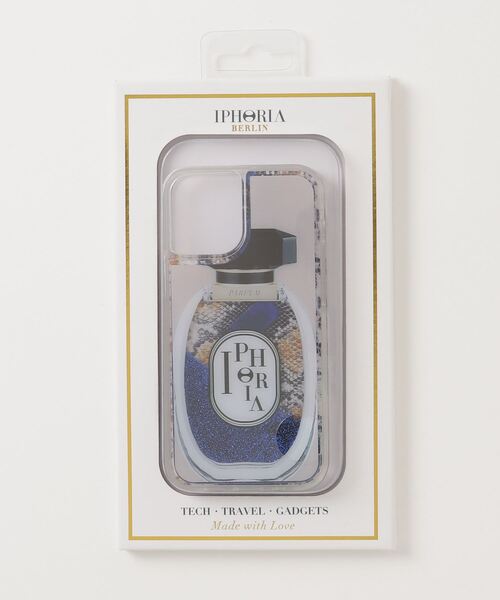 IPHORIA
BERLIN
PARFUM
I PH
OR
IA
TECH · TRAVEL · GADGETS
Made with Love